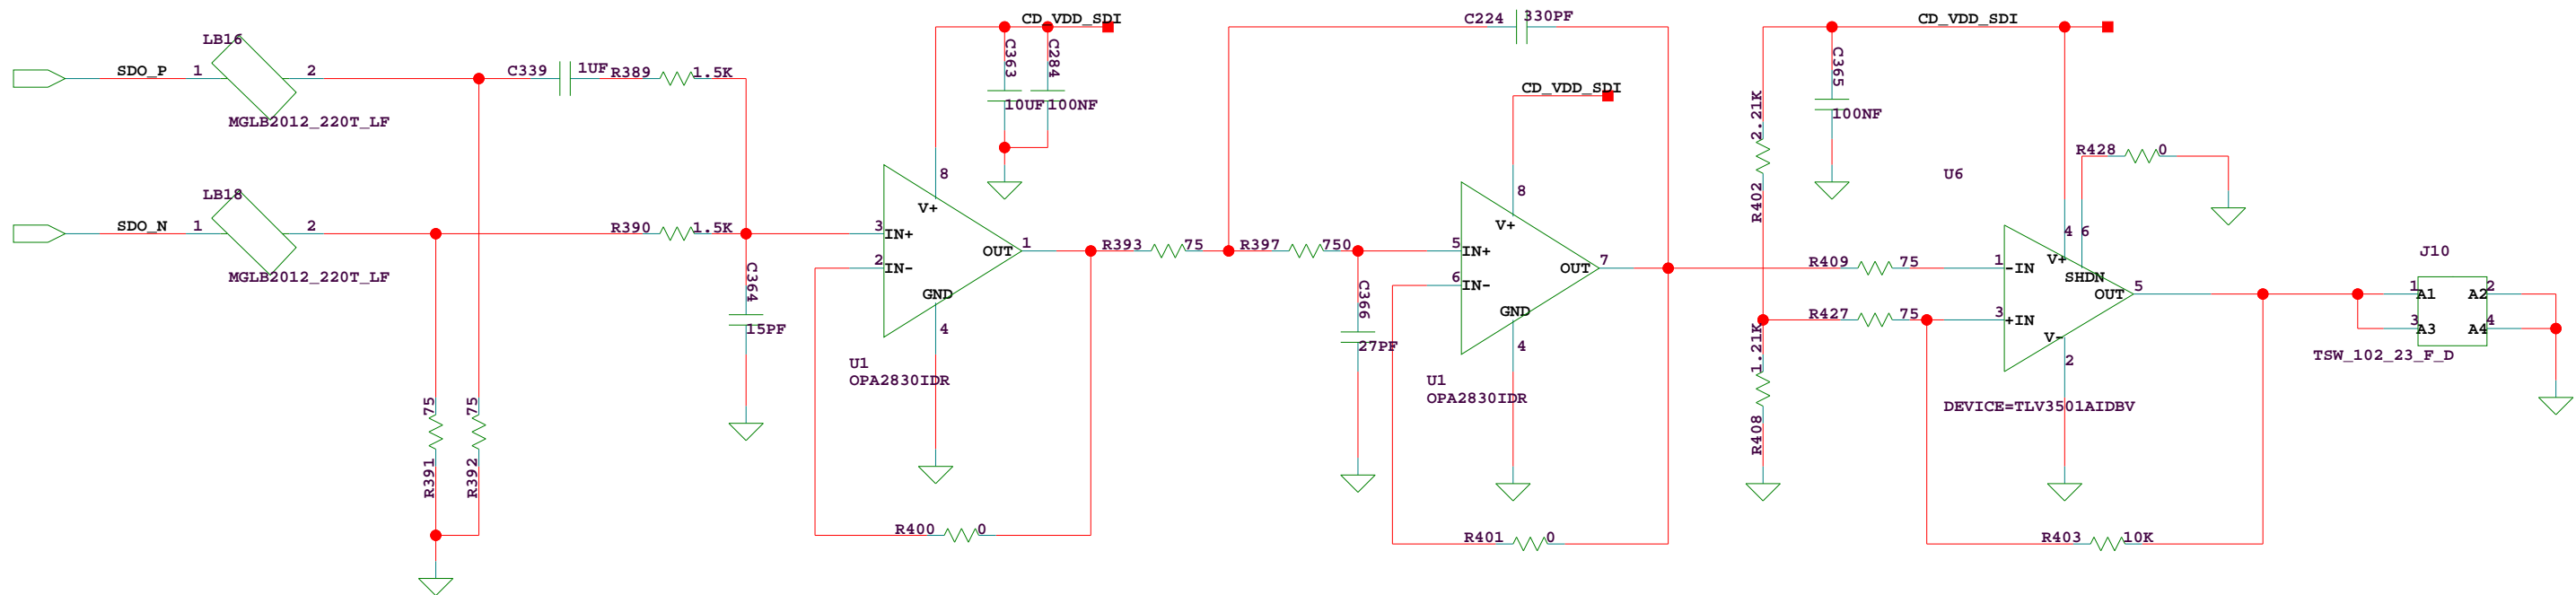 LB16
SDO_P
1
2
MGLB2012_220T_LF
C339
1UF
R389
1.5K
LB18
SDO_N
1
2
MGLB2012_220T_LF
R390
1.5K
75
R391
75
R392
C364
15PF
CD_VDD_SDI
C363
10UF
C284
100NF
8
V+
3
IN+
2
IN-
OUT
1
GND
4
U1
OPA2830IDR
R400
0
R393
75
R397
750
C224
330PF
CD_VDD_SDI
8
V+
5
IN+
6
IN-
OUT
7
GND
4
U1
OPA2830IDR
C366
27PF
R401
0
CD_VDD_SDI
C365
100NF
2.21K
R402
1.21K
R408
R409
75
R427
75
U6
R428
0
4
6
V+
SHDN
1
-IN
3
+IN
OUT
5
V-
2
DEVICE=TLV3501AIDBV
R403
10K
J10
1
A1
A2
2
3
A3
A4
4
TSW_102_23_F_D